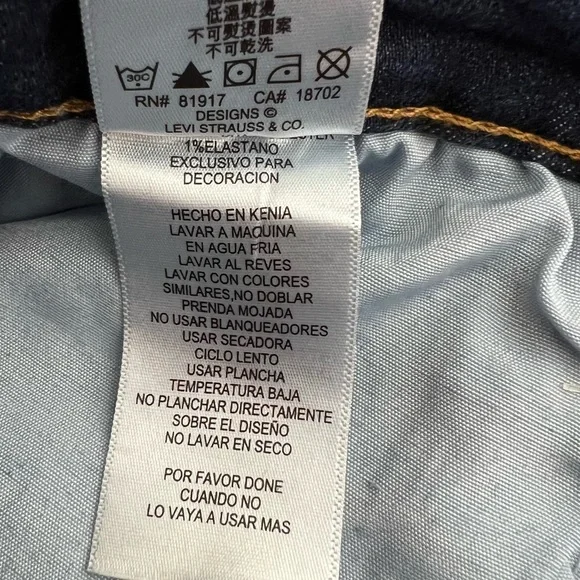 低溫熨燙
不可熨燙圖案
不可乾洗
30C
RN# 81917 CA# 18702
DESIGNS ©
LEVI STRAUSS & CO.
1%ELASTANO
EXCLUSIVO PARA
DECORACION
HECHO EN KENIA
LAVAR A MAQUINA
EN AGUA FRIA
LAVAR AL REVES
LAVAR CON COLORES
SIMILARES,NO DOBLAR
PRENDA MOJADA
NO USAR BLANQUEADORES
USAR SECADORA
CICLO LENTO
USAR PLANCHA
TEMPERATURA BAJA
NO PLANCHAR DIRECTAMENTE
SOBRE EL DISEÑO
NO LAVAR EN SECO
POR FAVOR DONE
CUANDO NO
LO VAYA A USAR MAS